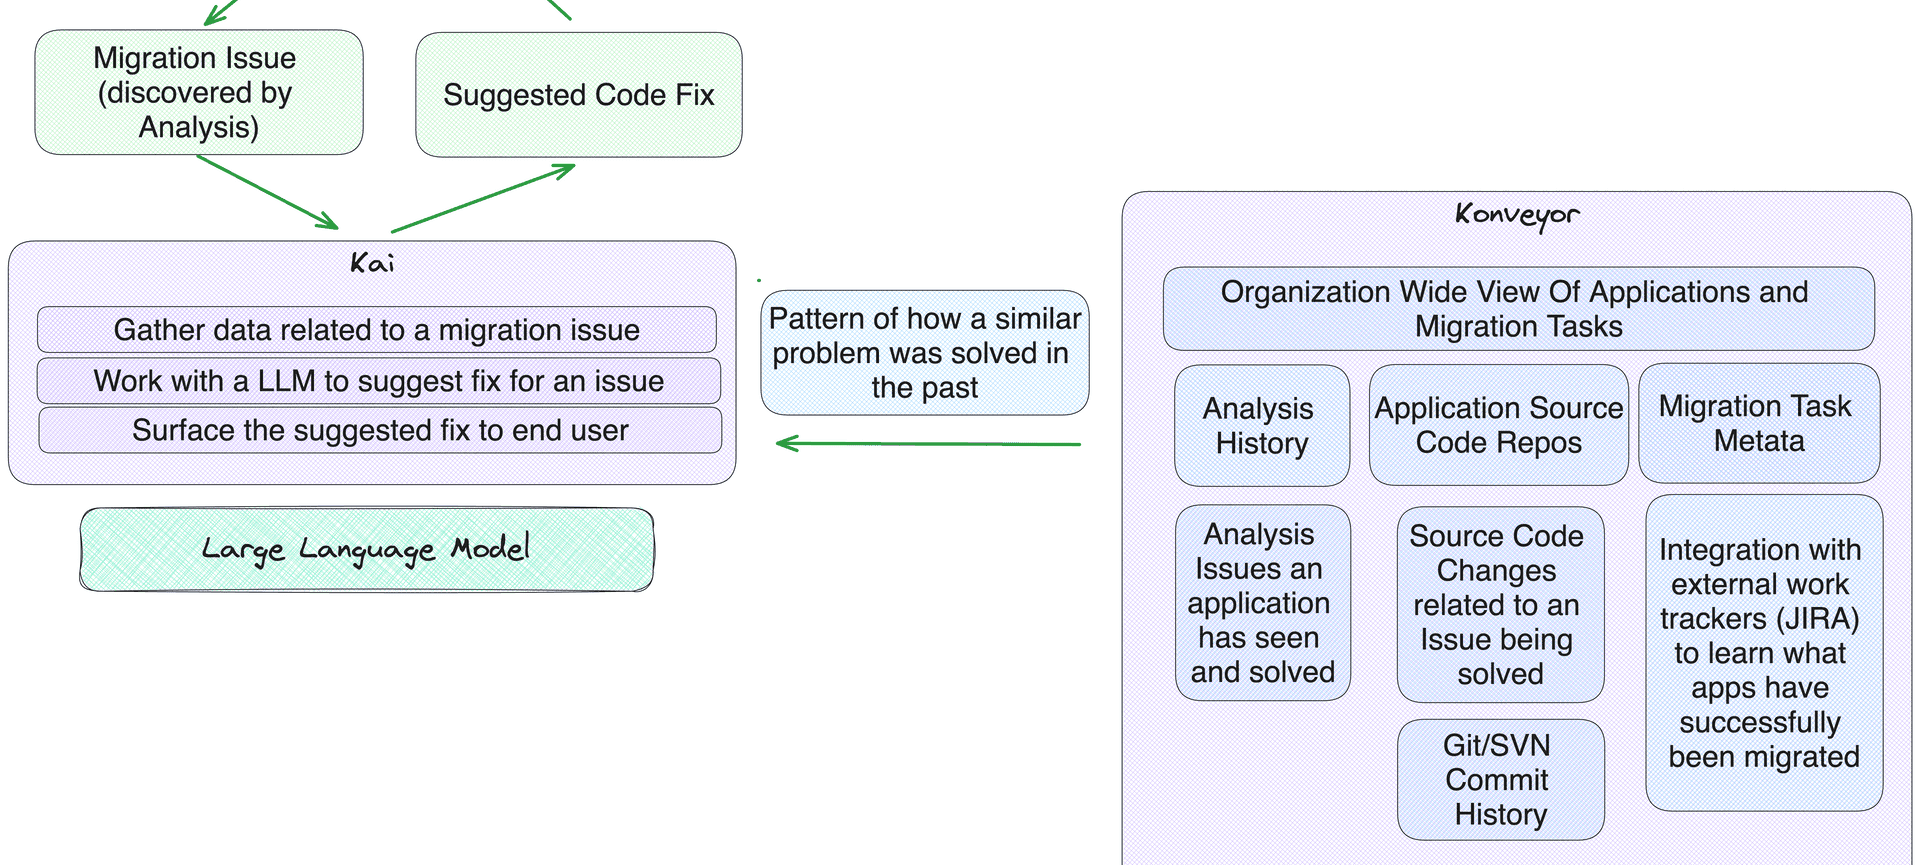 Migration Issue
(discovered by
Analysis)
Suggested Code Fix
Kai
Gather data related to a migration issue
Work with a LLM to suggest fix for an issue
Surface the suggested fix to end user
Large Language Model
Pattern of how a similar
problem was solved in
the past
Konveyor
Organization Wide View Of Applications and
Migration Tasks
Analysis
History
Application Source
Code Repos
Migration Task
Metata
Analysis
Issues an
application
has seen
and solved
Source Code
Changes
related to an
Issue being
solved
Git/SVN
Commit
History
Integration with
external work
trackers (JIRA)
to learn what
apps have
successfully
been migrated